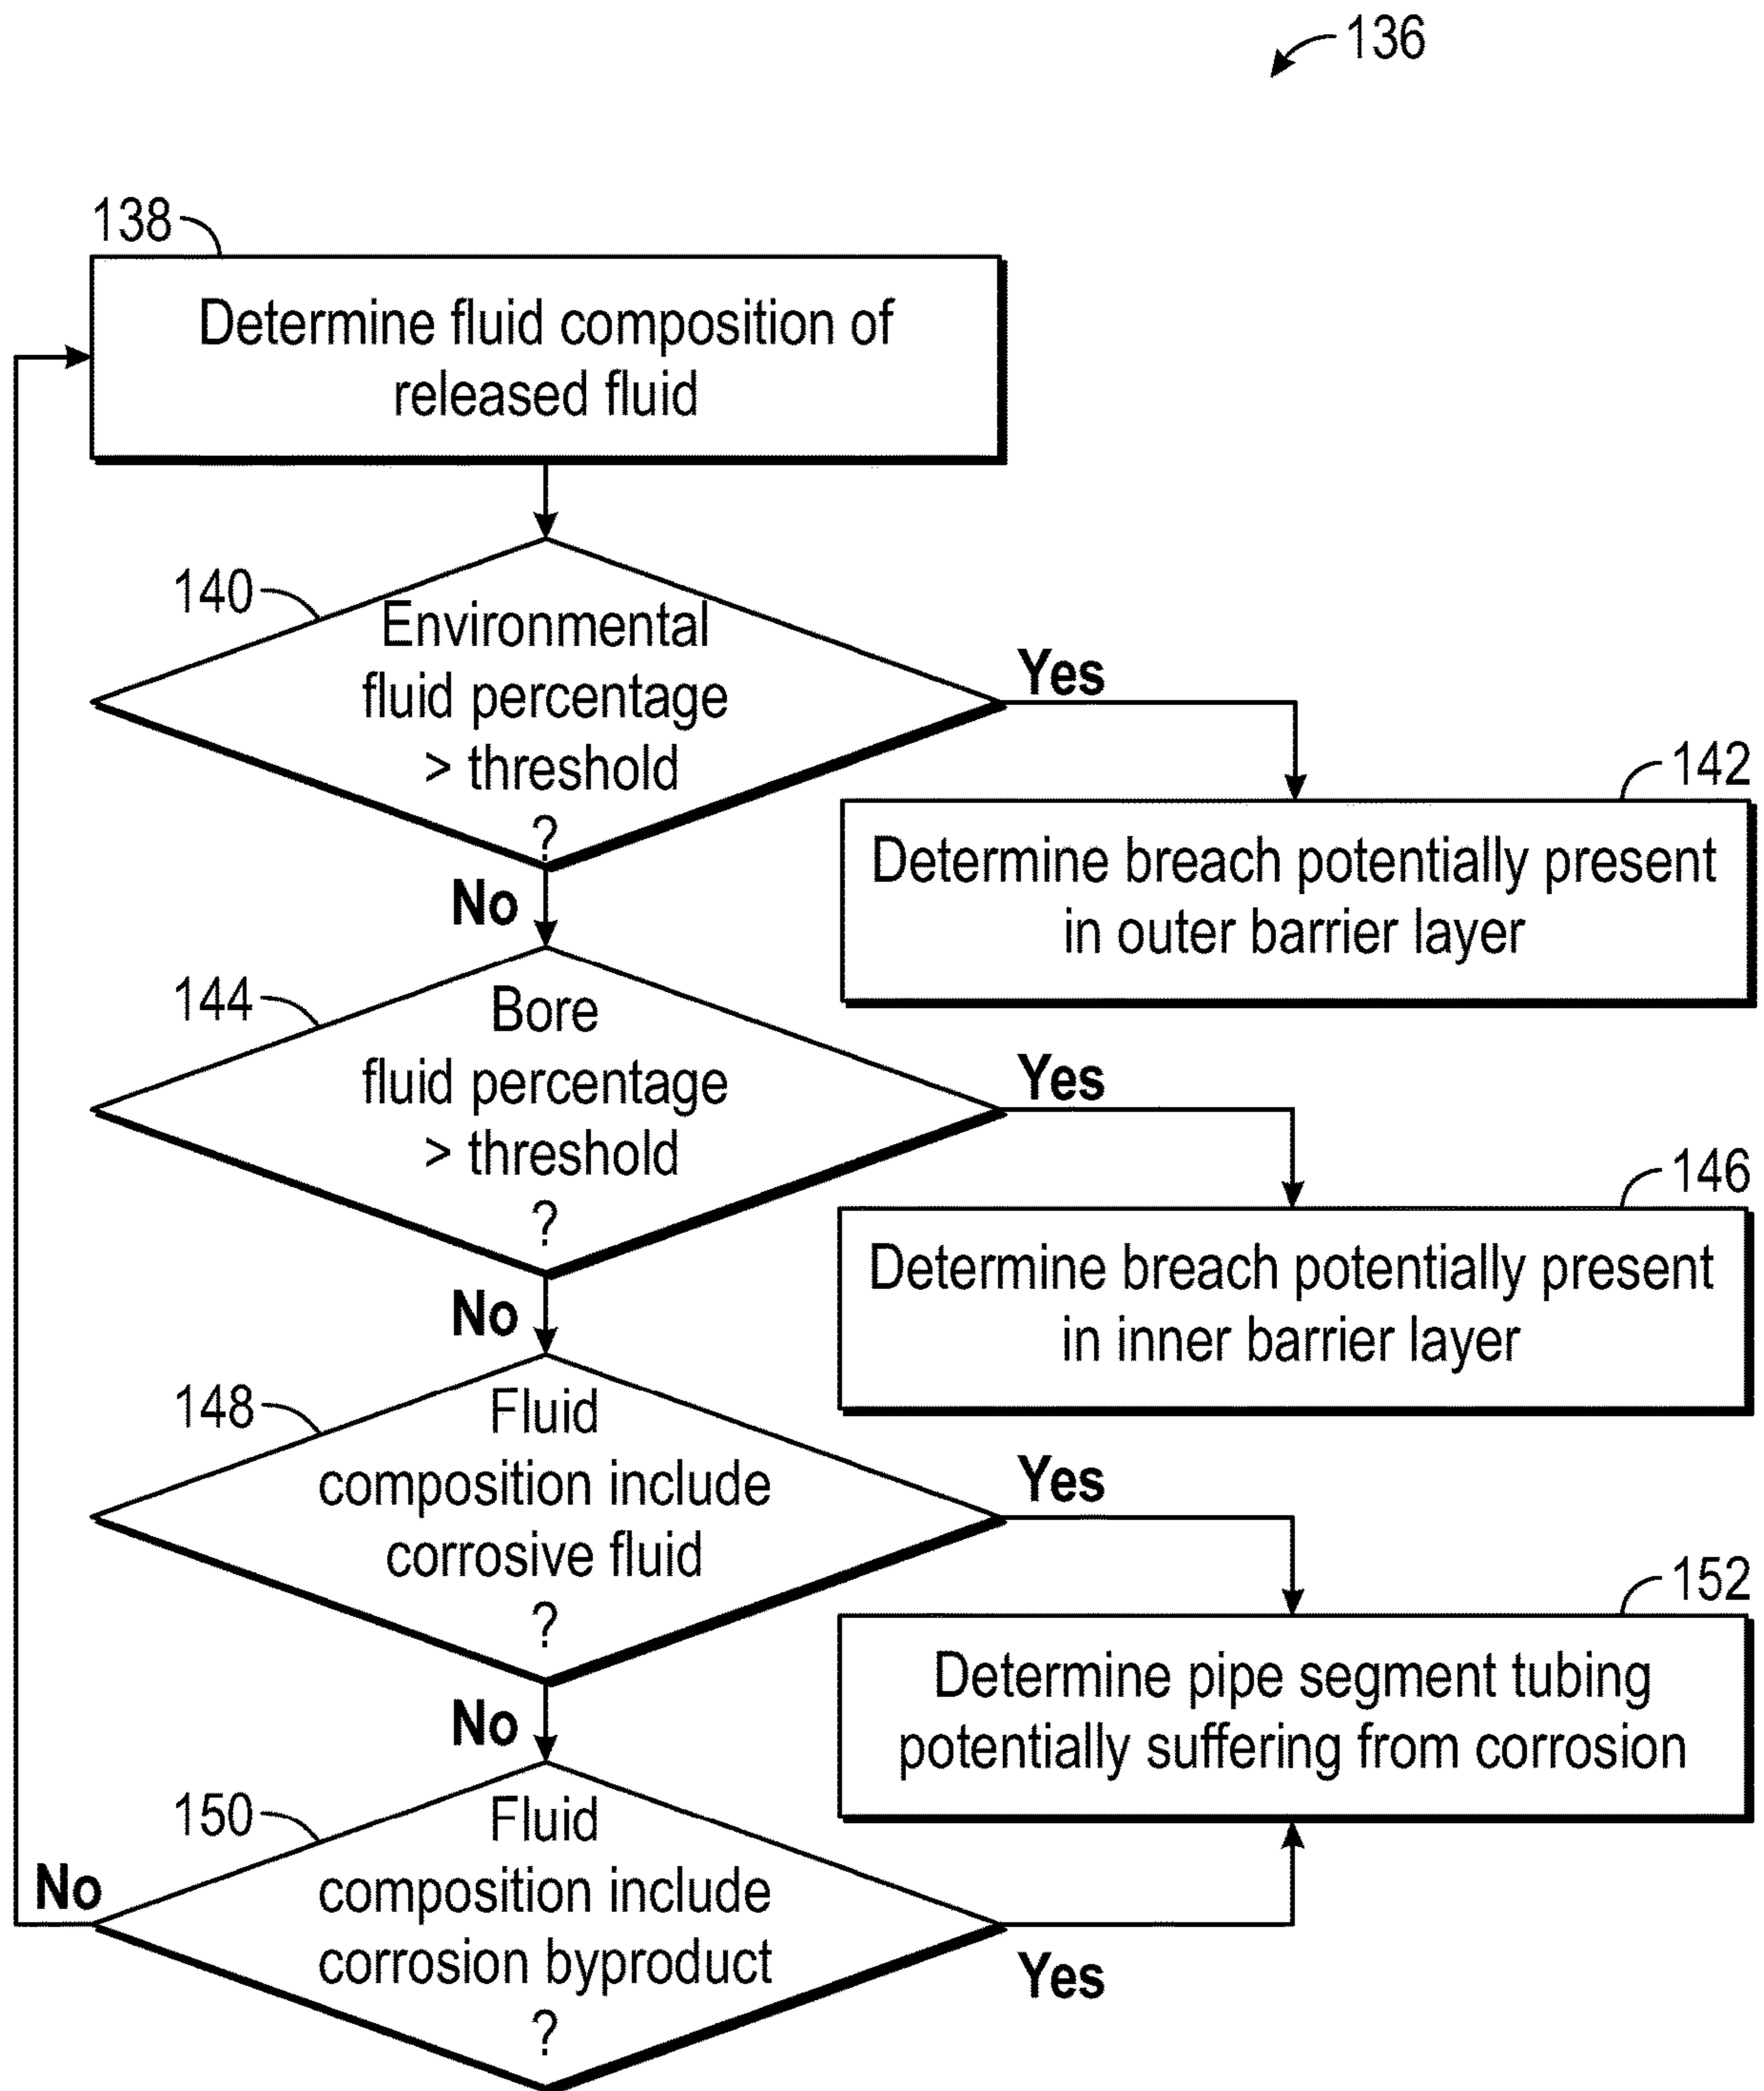 136
138
Determine fluid composition of
released fluid
140
Environmental
fluid percentage
> threshold
?
Yes
142
Determine breach potentially present
in outer barrier layer
No
144
Bore
fluid percentage
> threshold
?
Yes
146
Determine breach potentially present
in inner barrier layer
No
148
Fluid
composition include
corrosive fluid
?
Yes
152
Determine pipe segment tubing
potentially suffering from corrosion
No
150
Fluid
composition include
corrosion byproduct
?
No
Yes